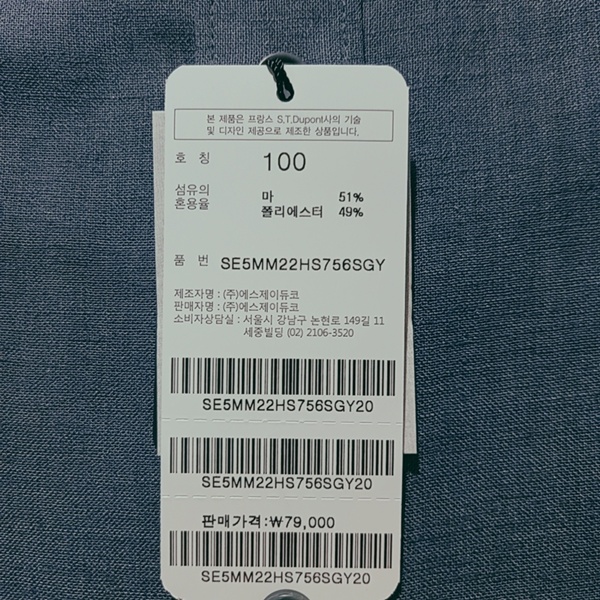 본 제품은 프랑스 S.T.Dupont사의 기술
및 디자인 제공으로 제조한 상품입니다.
호 칭 100
섬유의 마 51%
혼용율 폴리에스터 49%
품 번 SE5MM22HS756SGY
제조자명 : (주)에스제이듀코
판매자명 : (주)에스제이듀코
소비자상담실 : 서울시 강남구 논현로 149길 11
세중빌딩 (02) 2106-3520
SE5MM22HS756SGY20
SE5MM22HS756SGY20
판매가격:₩79,000
SE5MM22HS756SGY20